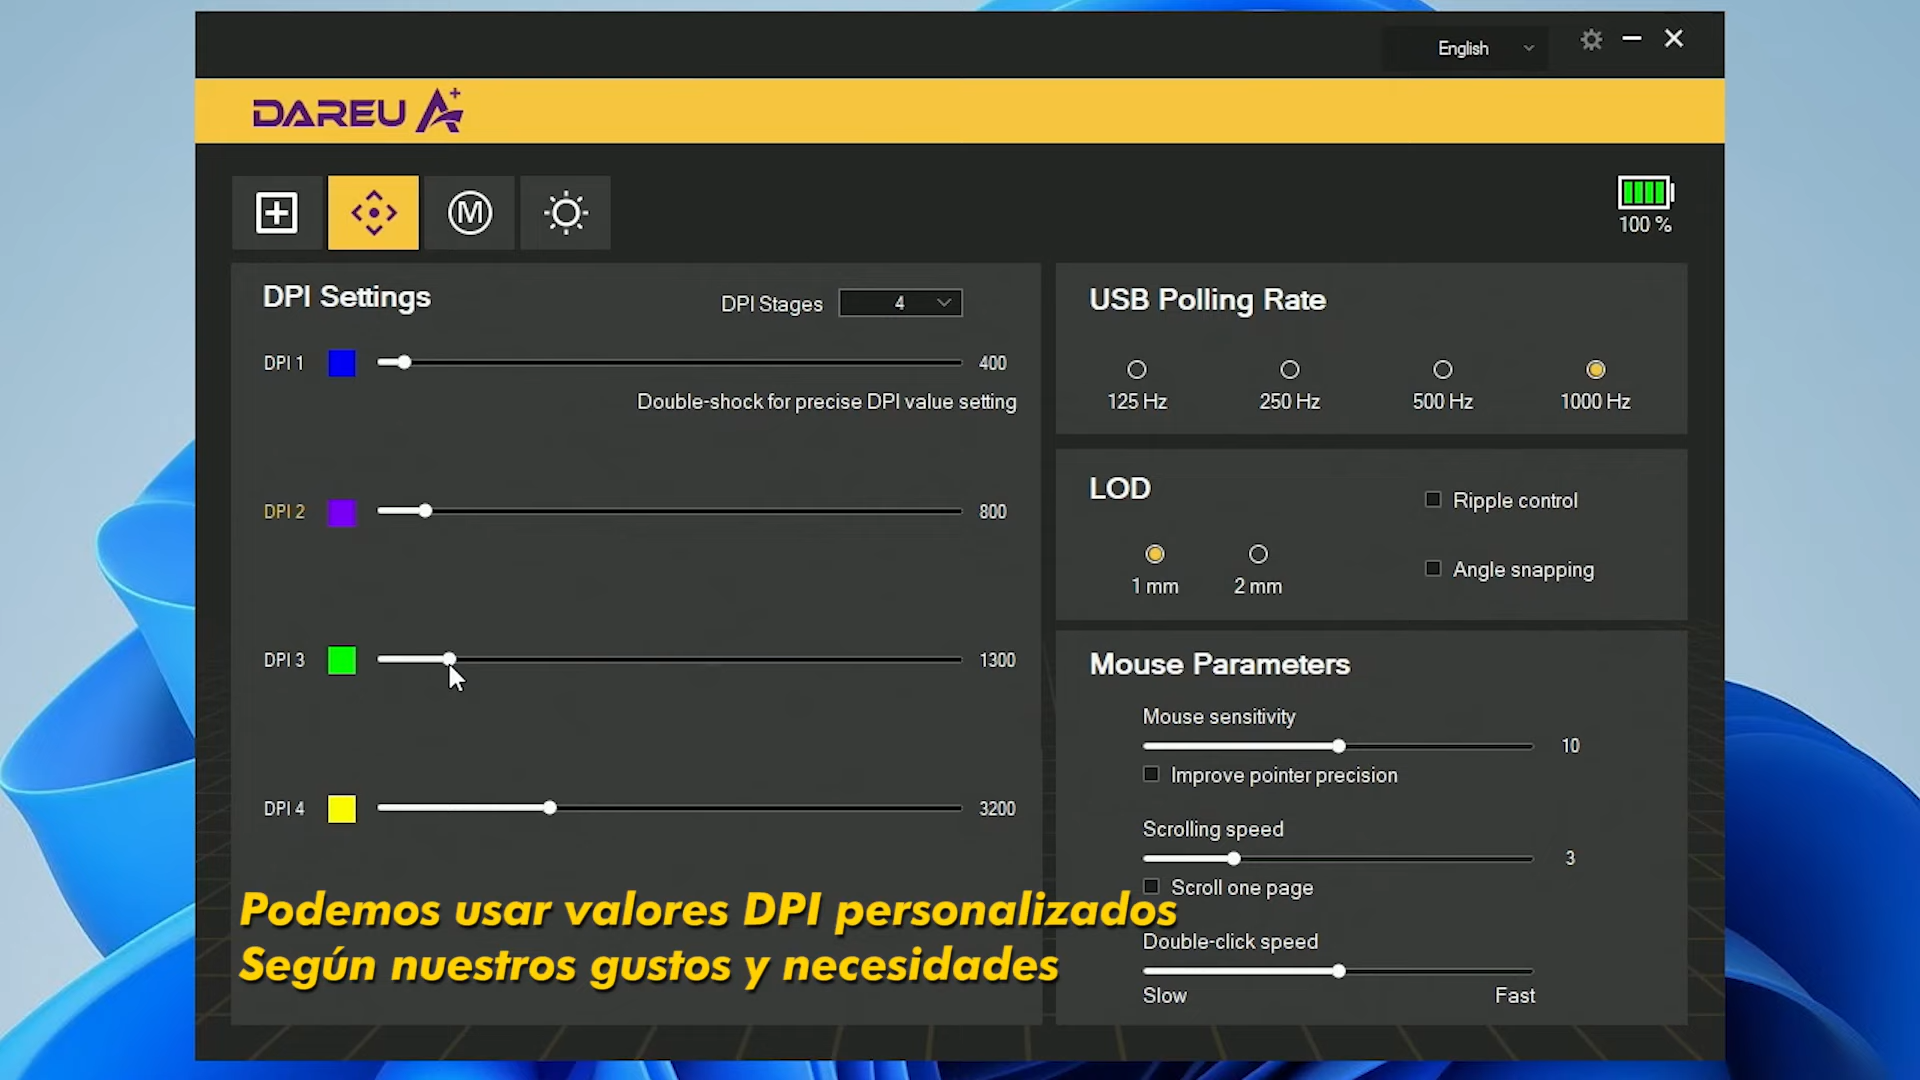 English
DAREU A+
M
100 %
DPI Settings
DPI Stages 4
DPI 1 400
Double-shock for precise DPI value setting
DPI 2 800
DPI 3 1300
DPI 4 3200
USB Polling Rate
125 Hz 250 Hz 500 Hz 1000 Hz
LOD
Ripple control
1 mm 2 mm
Angle snapping
Mouse Parameters
Mouse sensitivity
10
Improve pointer precision
Scrolling speed
3
Scroll one page
Double-click speed
Slow Fast
Podemos usar valores DPI personalizados
Según nuestros gustos y necesidades